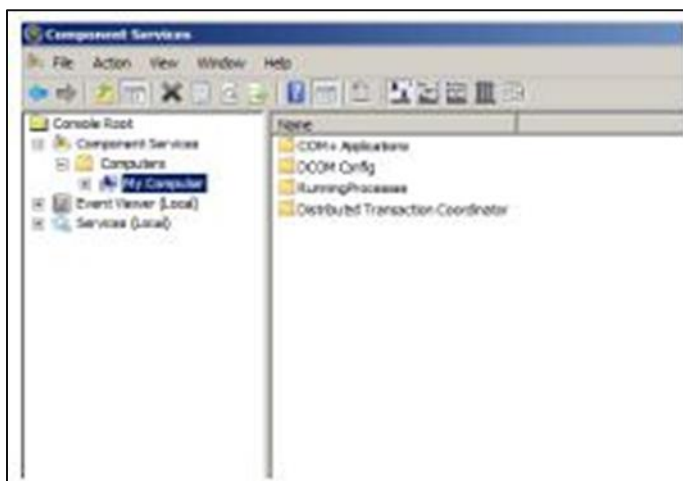 Component Services
File Action View Window Help
Console Root
Component Services
Computers
My Computer
Event Viewer (Local)
Services (Local)
Name
COM+ Applications
DCOM Config
Running Processes
Distributed Transaction Coordinator